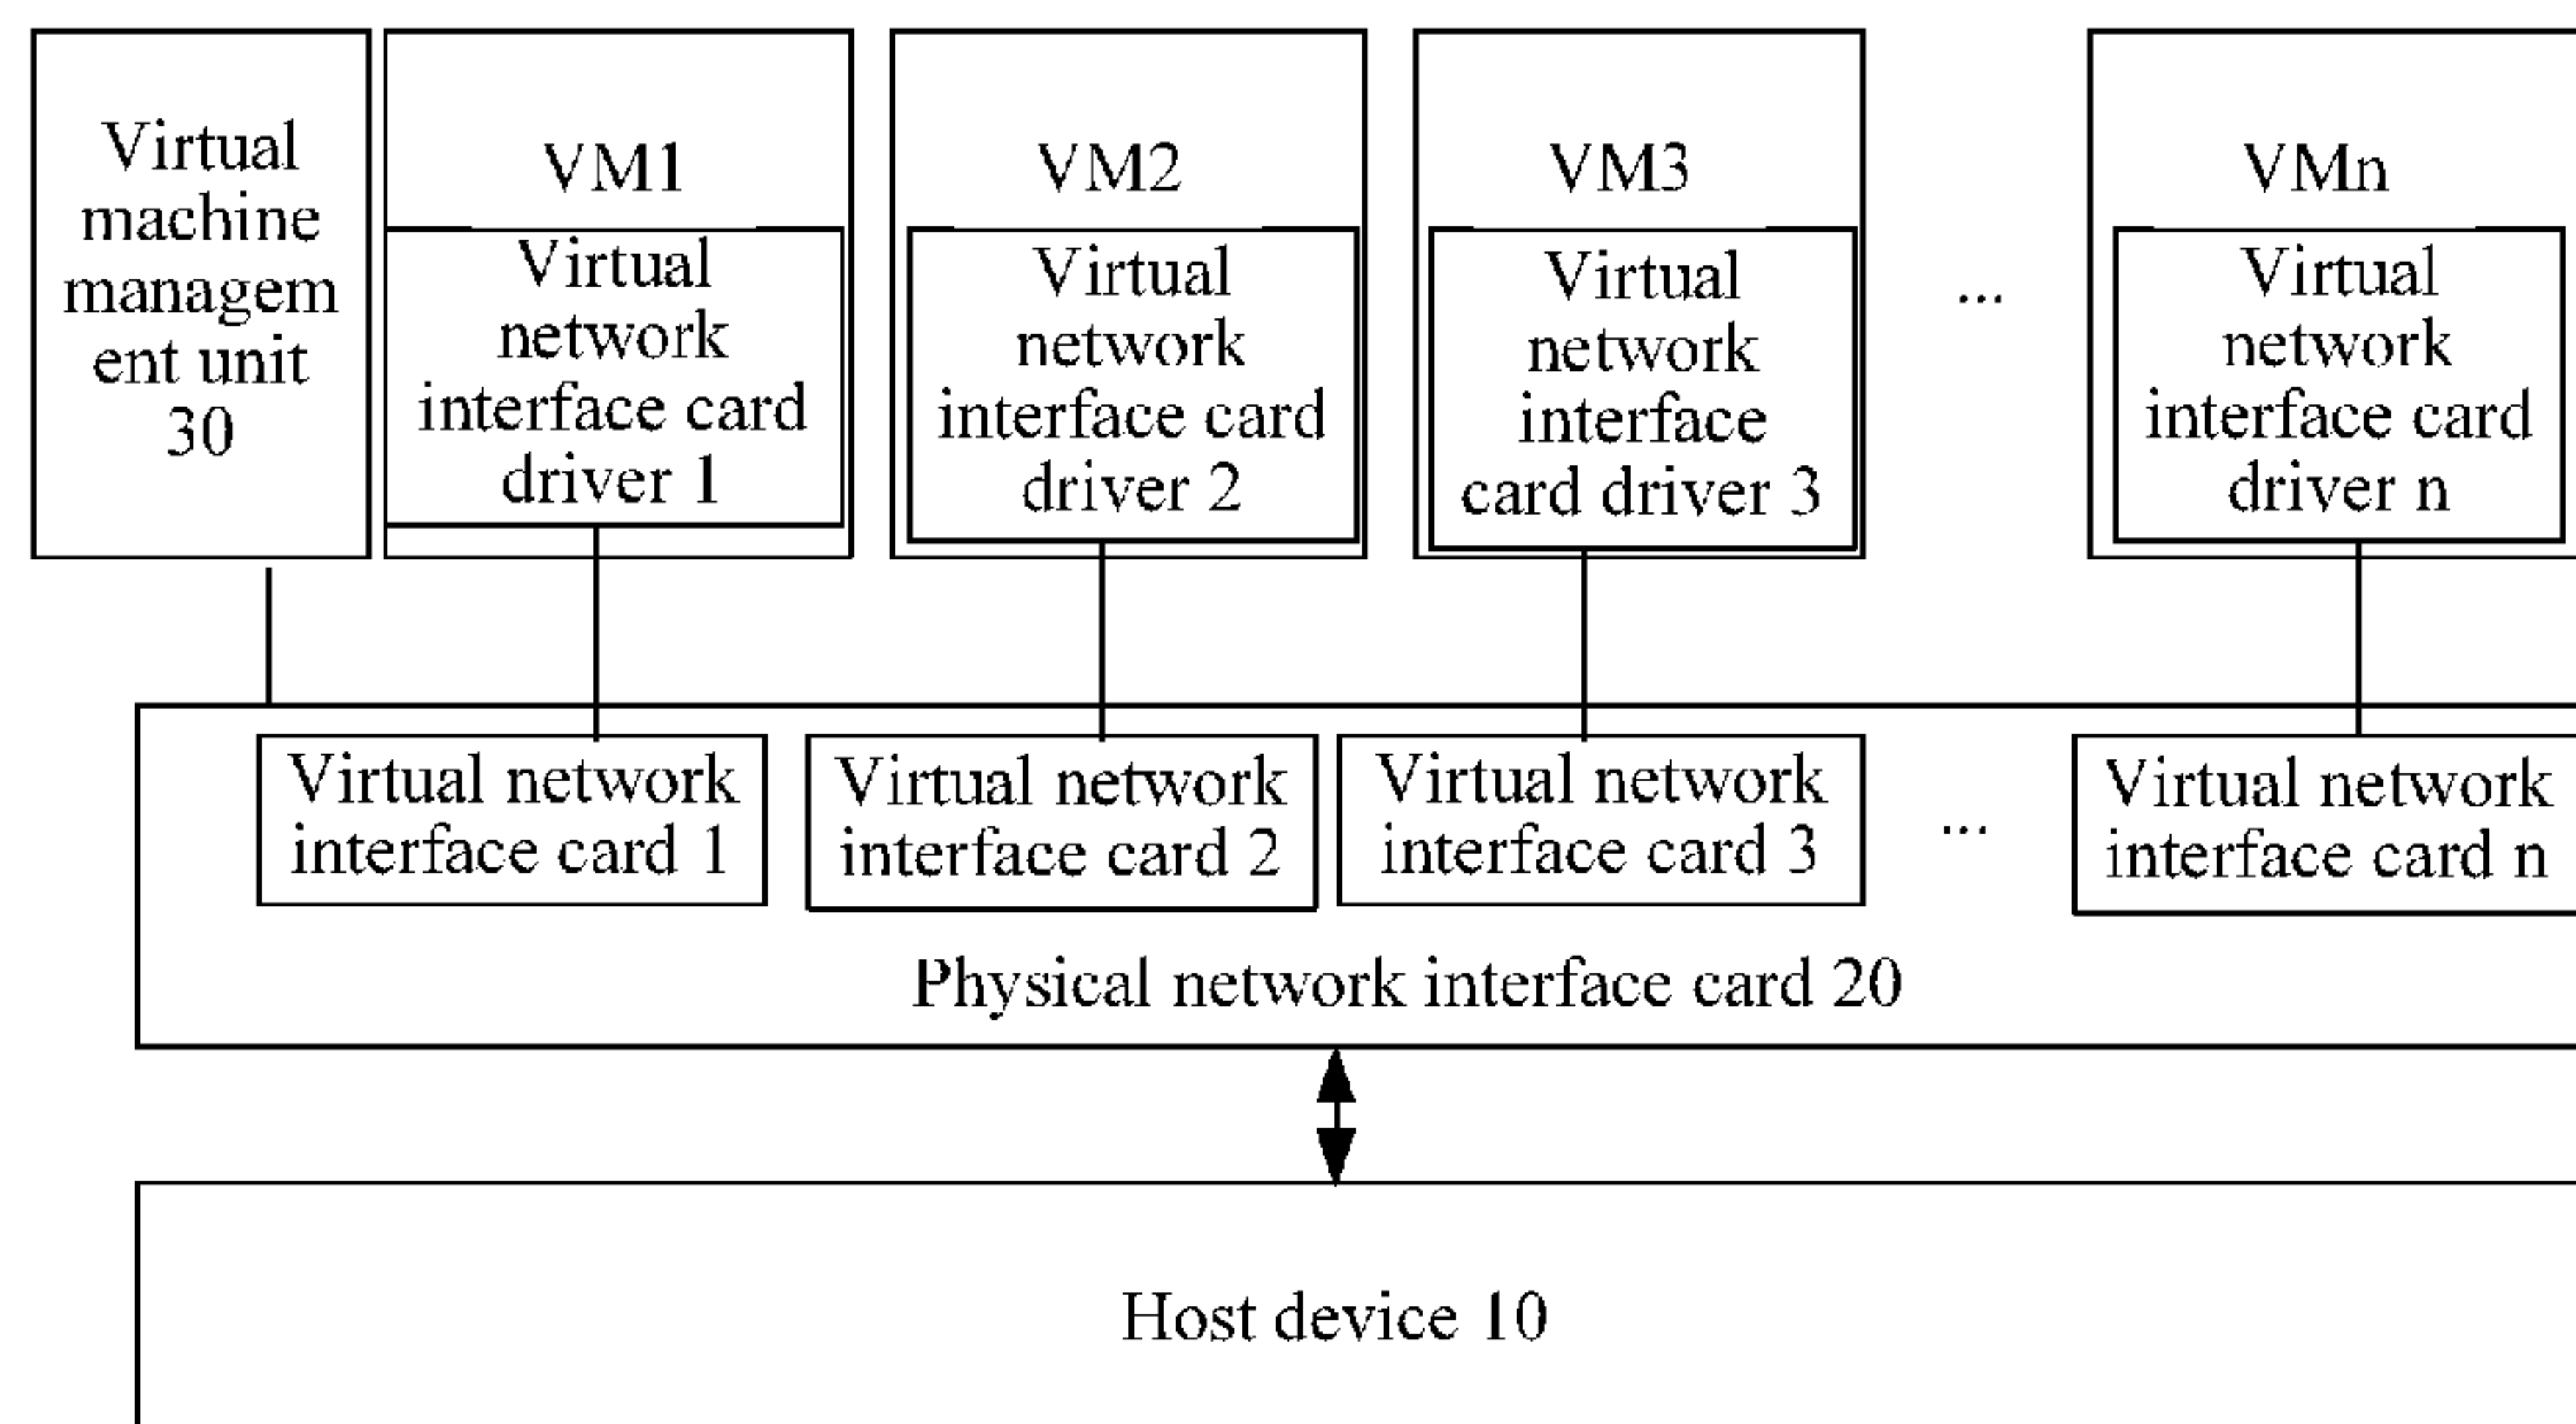 Virtual
machine
managem
ent unit
30
VM1
Virtual
network
interface card
driver 1
VM2
Virtual
network
interface card
driver 2
VM3
Virtual
network
interface
card driver 3
...
VMn
Virtual
network
interface card
driver n
Virtual network
interface card 1
Virtual network
interface card 2
Virtual network
interface card 3
...
Virtual network
interface card n
Physical network interface card 20
Host device 10